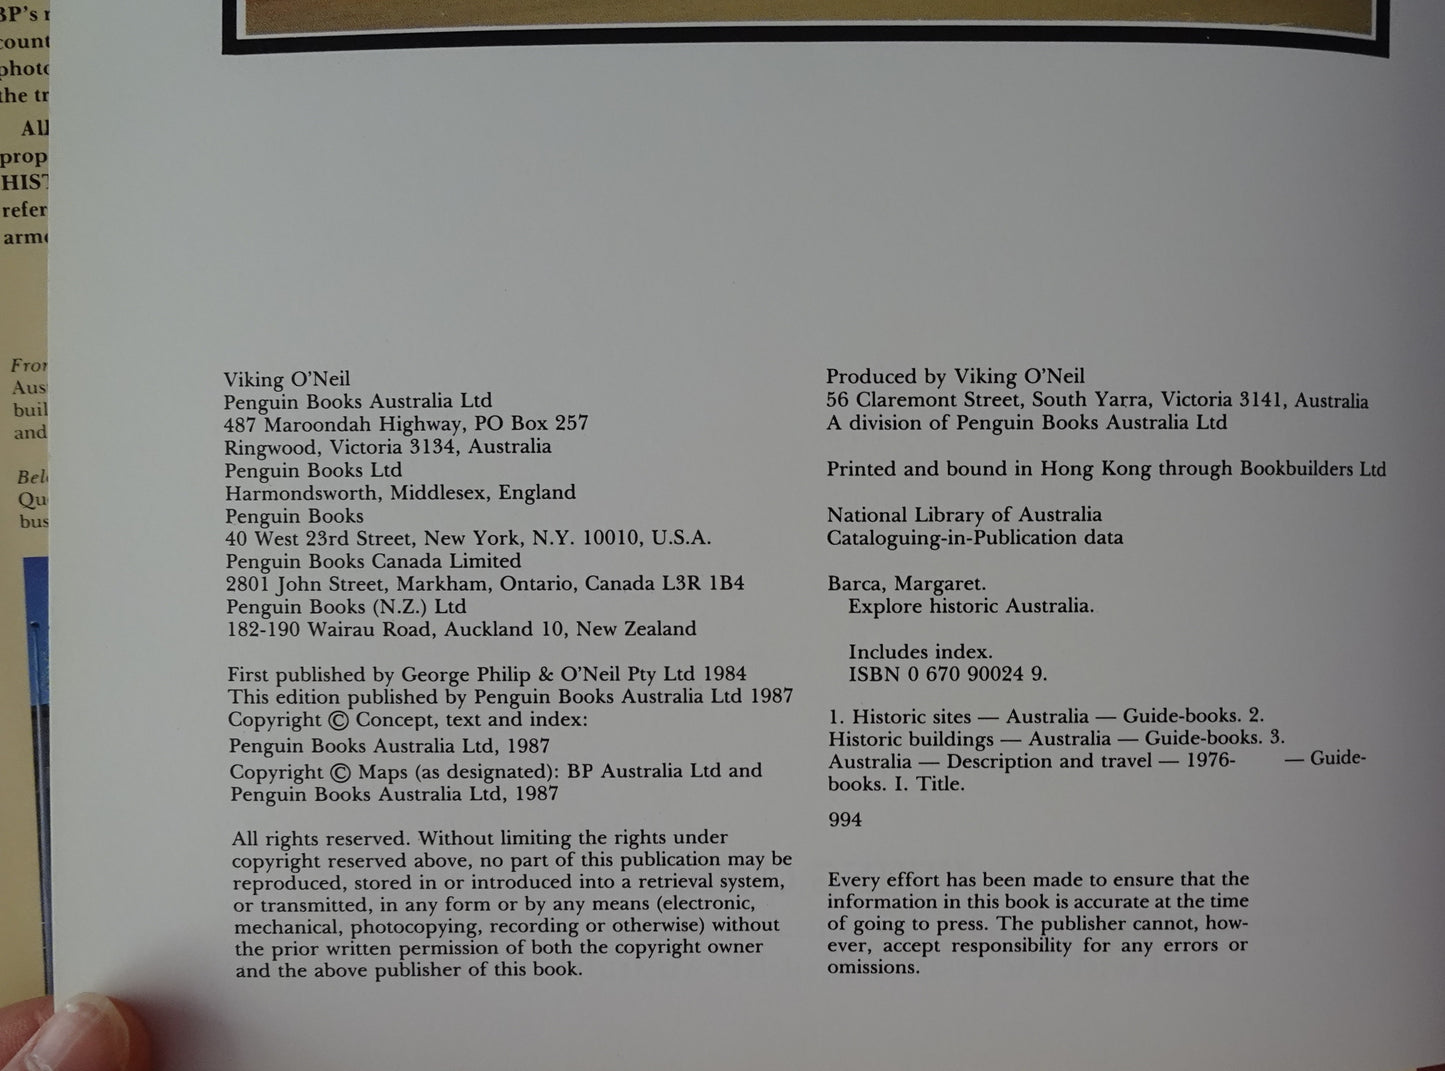 BP's
the
All
HIS
refer
Aus
and
Viking O'Neil
Penguin Books Australia Ltd
487 Maroondah Highway, PO Box 257
Ringwood, Victoria 3134, Australia
Penguin Books Ltd
Harmondsworth, Middlesex, England
Penguin Books
40 West 23rd Street, New York, N.Y. 10010, U.S.A.
Penguin Books Canada Limited
2801 John Street, Markham, Ontario, Canada L3R 1B4
Penguin Books (N.Z.) Ltd
182-190 Wairau Road, Auckland 10, New Zealand
First published by George Philip & O'Neil Pty Ltd 1984
This edition published by Penguin Books Australia Ltd 1987
Copyright © Concept, text and index:
Penguin Books Australia Ltd, 1987
Copyright © Maps (as designated): BP Australia Ltd and
Penguin Books Australia Ltd, 1987
All rights reserved. Without limiting the rights under
copyright reserved above, no part of this publication may be
reproduced, stored in or introduced into a retrieval system,
or transmitted, in any form or by any means (electronic,
mechanical, photocopying, recording or otherwise) without
the prior written permission of both the copyright owner
and the above publisher of this book.
Produced by Viking O'Neil
56 Claremont Street, South Yarra, Victoria 3141, Australia
A division of Penguin Books Australia Ltd
Printed and bound in Hong Kong through Bookbuilders Ltd
National Library of Australia
Cataloguing-in-Publication data
Barca, Margaret.
Explore historic Australia.
Includes index.
ISBN 0 670 90024 9.
1. Historic sites — Australia — Guide-books. 2.
Historic buildings — Australia — Guide-books. 3.
Australia — Description and travel — 1976- — Guide-
books. I. Title.
994
Every effort has been made to ensure that the
information in this book is accurate at the time
of going to press. The publisher cannot, how-
ever, accept responsibility for any errors or
omissions.